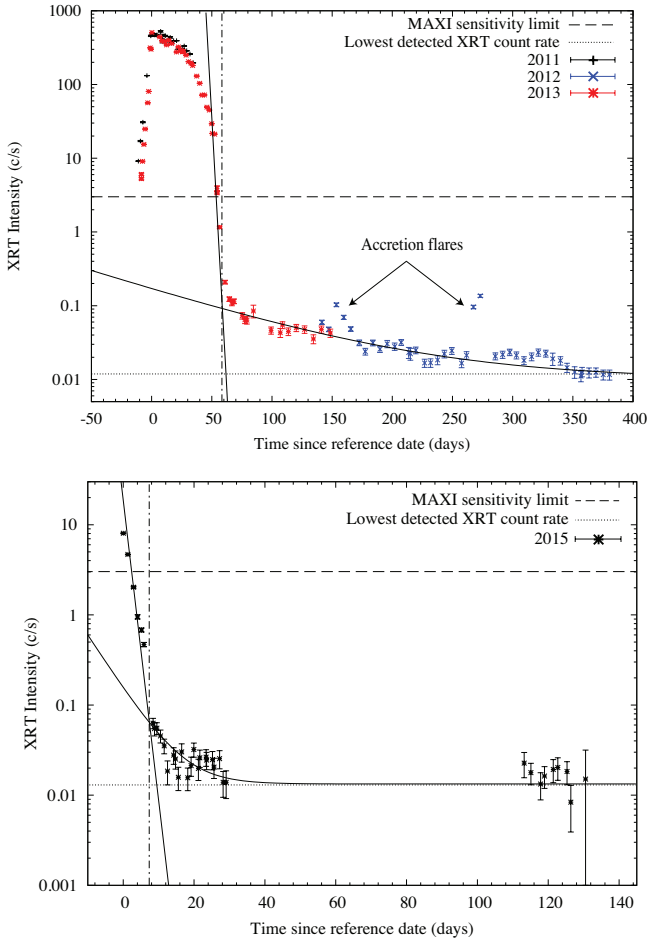 1000
100
10
1
0.1
0.01
XRT Intensity (c/s)
MAXI sensitivity limit
Lowest detected XRT count rate
2011
2012
2013
Accretion flares
-50 0 50 100 150 200 250 300 350 400
Time since reference date (days)
10
1
0.1
0.01
0.001
XRT Intensity (c/s)
MAXI sensitivity limit
Lowest detected XRT count rate
2015
0 20 40 60 80 100 120 140
Time since reference date (days)